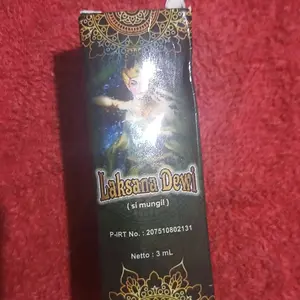 Laksana Dewi
( si mungil )
P-IRT No. : 207510802131
Netto : 3 mL